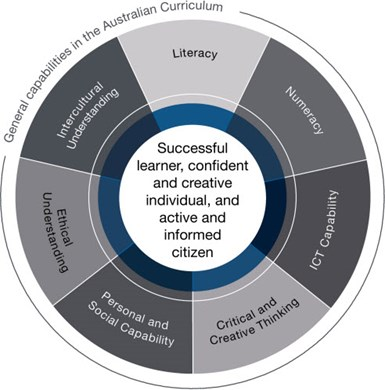 General capabilities in the Australian Curriculum
Literacy
Numeracy
ICT Capability
Critical and
Creative Thinking
Personal and
Social Capability
Ethical
Understanding
Intercultural
Understanding
Successful
learner, confident
and creative
individual, and
active and
informed
citizen